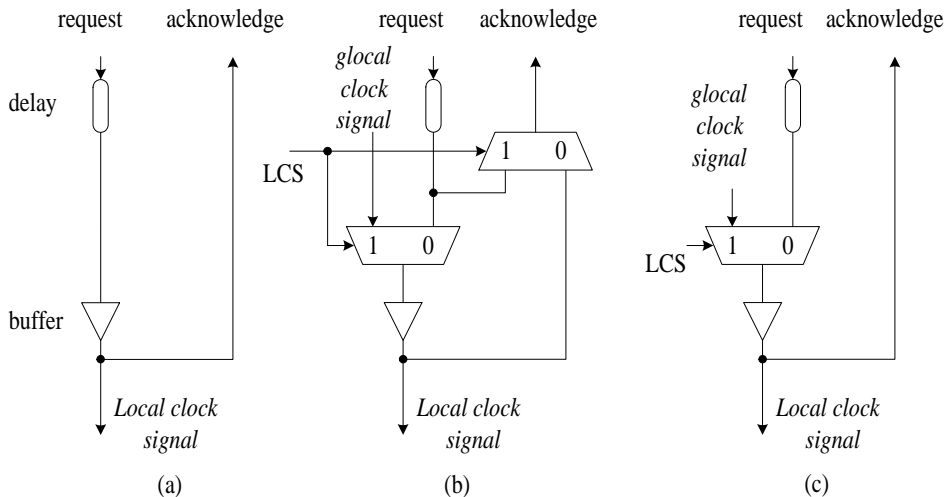 request
acknowledge
delay
buffer
Local clock
signal
(a)
request
acknowledge
glocal
clock
signal
LCS
1 0
1 0
Local clock
signal
(b)
request
acknowledge
glocal
clock
signal
LCS
1 0
Local clock
signal
(c)